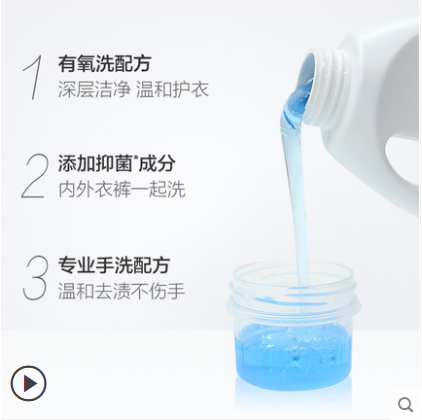 1
有氧洗配方
深层洁净 温和护衣
2
添加抑菌*成分
内外衣裤一起洗
3
专业手洗配方
温和去渍不伤手